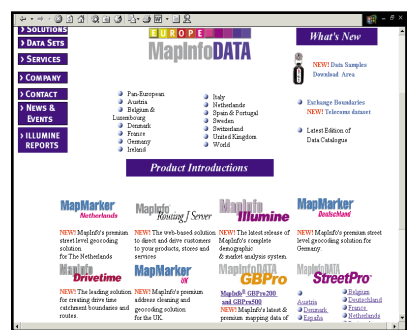 > SOLUTIONS
> DATA SETS
> SERVICES
> COMPANY
> CONTACT
> NEWS &
EVENTS
> ILLUMINE
REPORTS
EUROPE
MapInfoDATA
Pan-European
Austria
Belgium &
Luxembourg
Denmark
France
Germany
Ireland
Italy
Netherlands
Spain & Portugal
Sweden
Switzerland
United Kingdom
World
What's New
NEW! Data Samples
Download Area
Exchange Boundaries
NEW! Telecoms dataset
Latest Edition of
Data Catalogue
Product Introductions
MapMarker
Netherlands
NEW! MapInfo's premium
street level geocoding
solution
for The Netherlands
MapInfo
Routing J Server
NEW! The web-based solution
to direct and drive customers
to your products, stores and
services
MapInfo
Illumine
NEW! The latest release of
MapInfo's complete
demographic
& market analysis system.
MapMarker
Deutschland
NEW! MapInfo's premium street
level geocoding solution for
Germany.
MapInfo
Drivetime
NEW! The leading solution
for creating drive time
catchment boundaries and
routes.
MapMarker
UK
NEW! MapInfo's premium
address cleaning and
geocoding solution
for the UK.
MapInfoDATA
GBPro
MapInfo® GBPro200
and GBPro500
NEW! MapInfo's latest &
premium mapping data of
MapInfoDATA
StreetPro
Austria
Denmark
España
Belgium
Deutschland
France
Netherlands